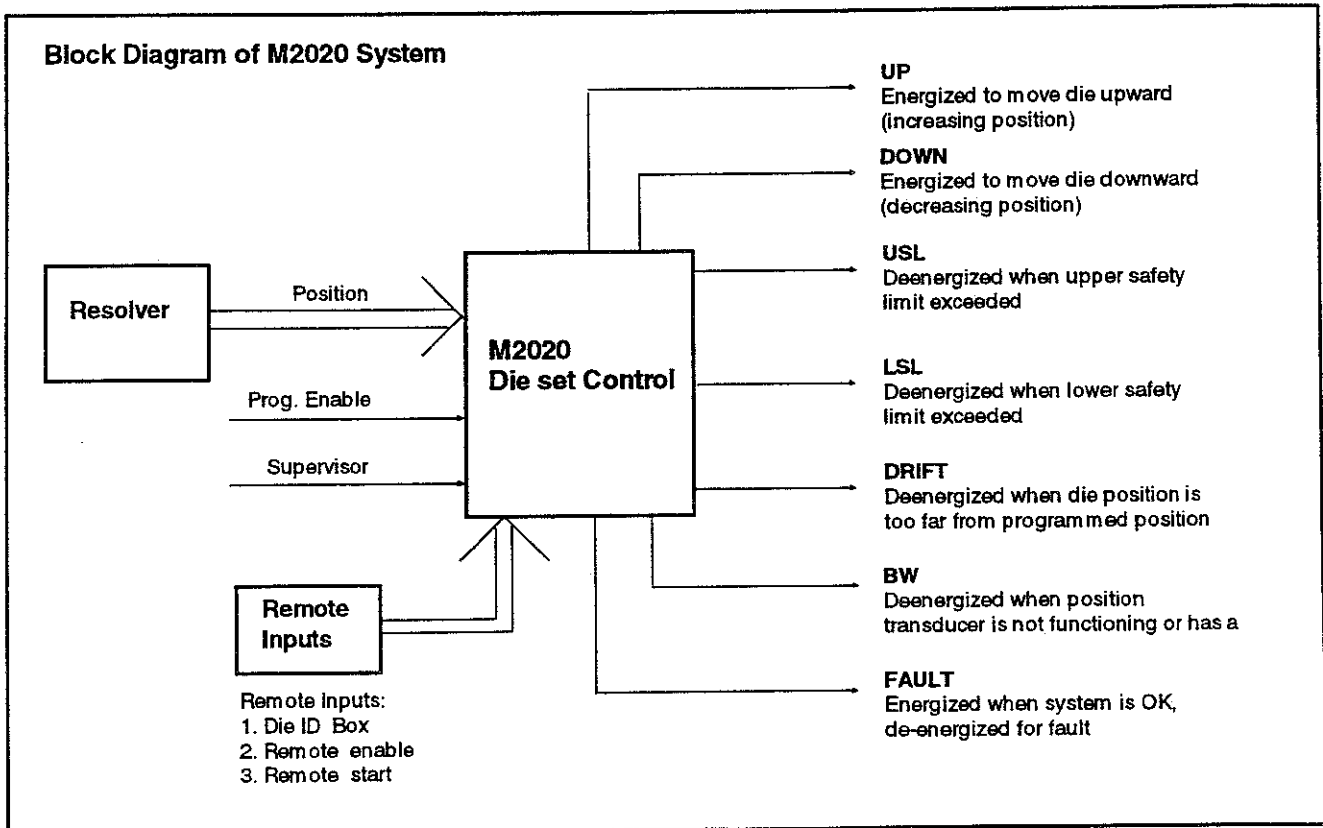 Block Diagram of M2020 System
UP
Energized to move die upward
(increasing position)
DOWN
Energized to move die downward
(decreasing position)
USL
Deenergized when upper safety
limit exceeded
Resolver
Position
M2020
Die set Control
LSL
Deenergized when lower safety
limit exceeded
Prog. Enable
Supervisor
DRIFT
Deenergized when die position is
too far from programmed position
BW
Deenergized when position
transducer is not functioning or has a
Remote
Inputs
FAULT
Energized when system is OK,
de-energized for fault
Remote Inputs:
1. Die ID Box
2. Remote enable
3. Remote start